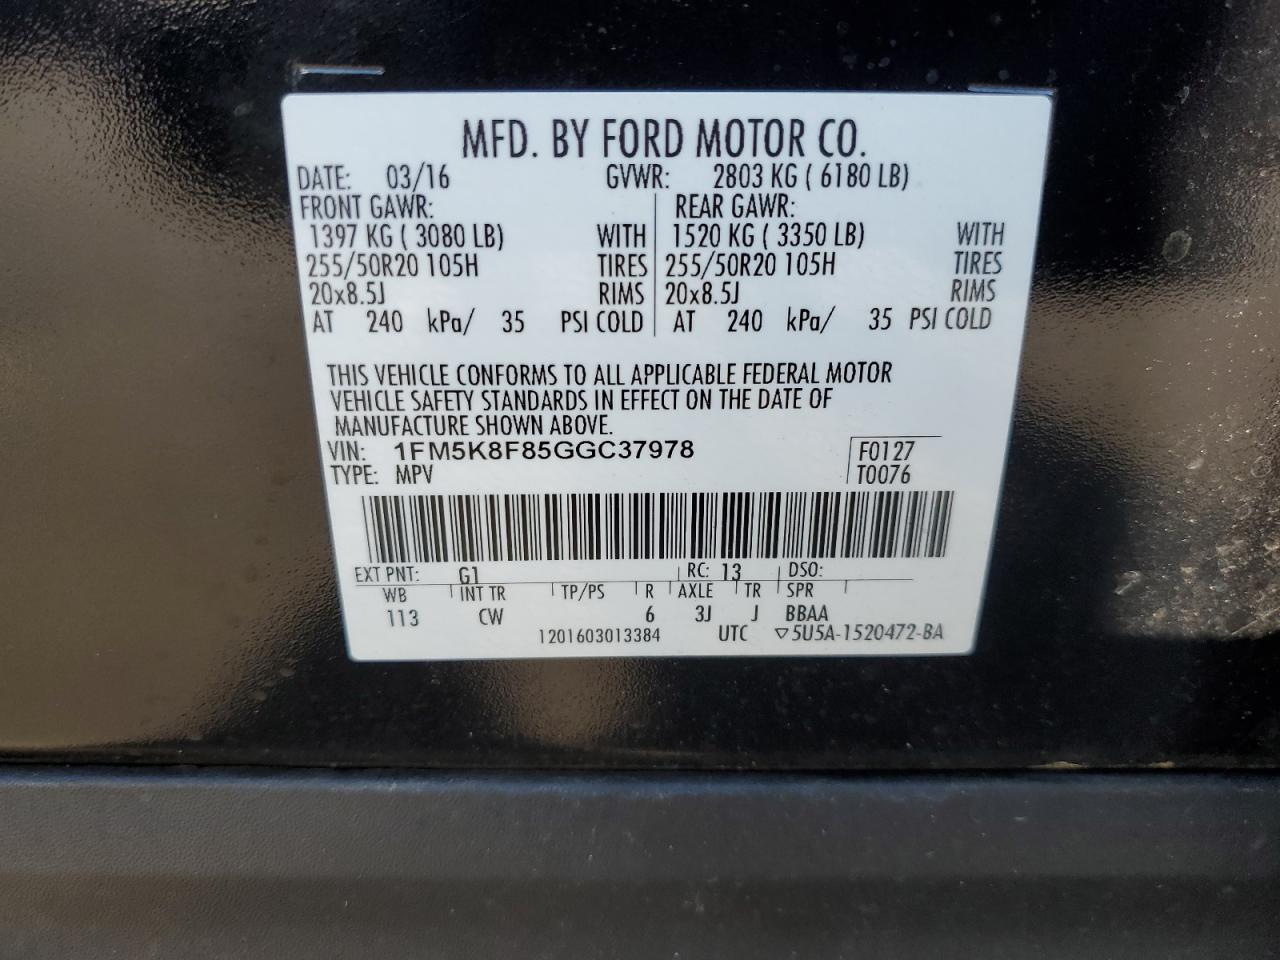 MFD. BY FORD MOTOR CO.
DATE: 03/16 GVWR: 2803 KG ( 6180 LB)
FRONT GAWR: REAR GAWR:
1397 KG ( 3080 LB) WITH 1520 KG ( 3350 LB) WITH
255/50R20 105H TIRES 255/50R20 105H TIRES
20x8.5J RIMS 20x8.5J RIMS
AT 240 kPa/ 35 PSI COLD AT 240 kPa/ 35 PSI COLD
THIS VEHICLE CONFORMS TO ALL APPLICABLE FEDERAL MOTOR
VEHICLE SAFETY STANDARDS IN EFFECT ON THE DATE OF
MANUFACTURE SHOWN ABOVE.
VIN: 1FM5K8F85GGC37978 F0127
TYPE: MPV T0076
EXT PNT: G1 RC: 13 DSO:
WB INT TR TP/PS R AXLE TR SPR
113 CW 6 3J J BBAA
1201603013384 UTC ▽5U5A-1520472-BA